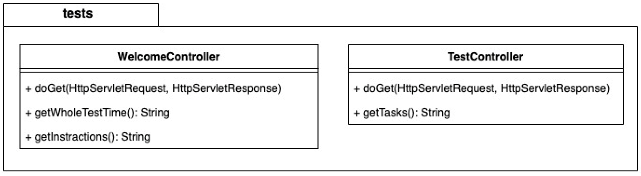 tests
WelcomeController
+ doGet(HttpServletRequest, HttpServletResponse)
+ getWholeTestTime(): String
+ getInstractions(): String
TestController
+ doGet(HttpServletRequest, HttpServletResponse)
+ getTasks(): String